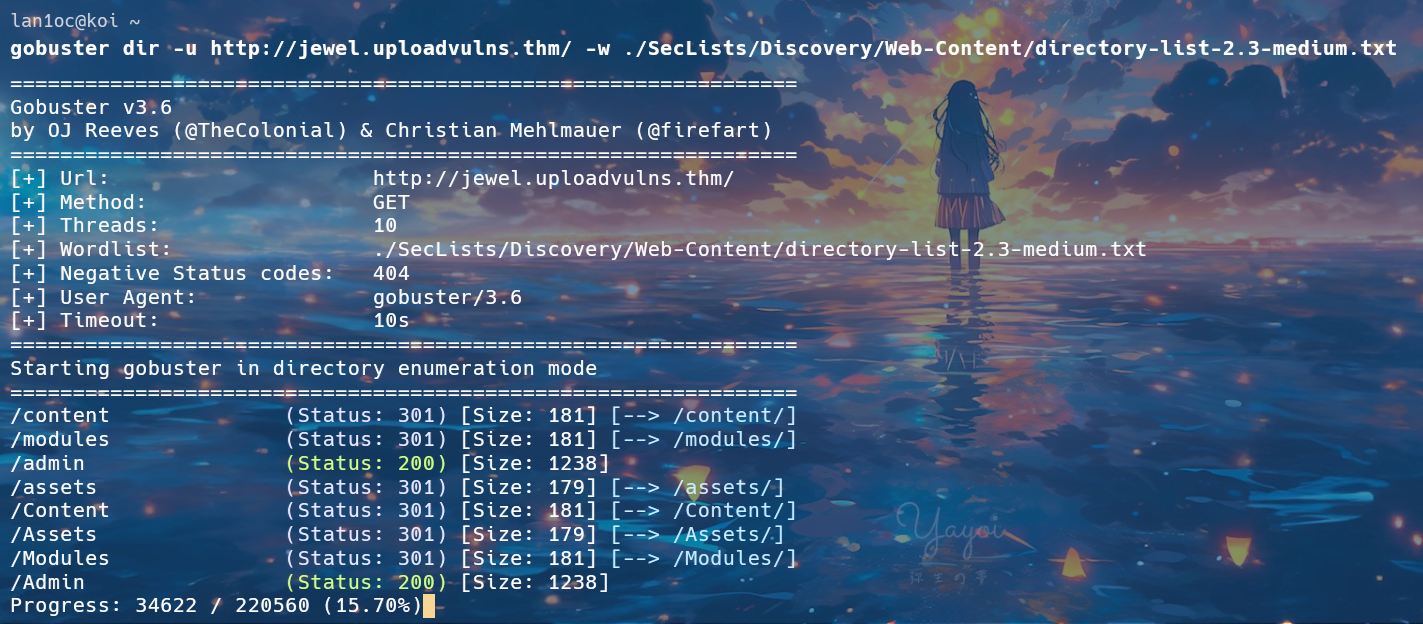 lan1oc@koi ~
gobuster dir -u http://jewel.uploadvulns.thm/ -w ./SecLists/Discovery/Web-Content/directory-list-2.3-medium.txt
===============================================================
Gobuster v3.6
by OJ Reeves (@TheColonial) & Christian Mehlmauer (@firefart)
===============================================================
[+] Url:                     http://jewel.uploadvulns.thm/
[+] Method:                  GET
[+] Threads:                 10
[+] Wordlist:                ./SecLists/Discovery/Web-Content/directory-list-2.3-medium.txt
[+] Negative Status codes:   404
[+] User Agent:              gobuster/3.6
[+] Timeout:                 10s
===============================================================
Starting gobuster in directory enumeration mode
===============================================================
/content              (Status: 301) [Size: 181] [--> /content/]
/modules              (Status: 301) [Size: 181] [--> /modules/]
/admin                (Status: 200) [Size: 1238]
/assets               (Status: 301) [Size: 179] [--> /assets/]
/Content              (Status: 301) [Size: 181] [--> /Content/]
/Assets               (Status: 301) [Size: 179] [--> /Assets/]
/Modules              (Status: 301) [Size: 181] [--> /Modules/]
/Admin                (Status: 200) [Size: 1238]
Progress: 34622 / 220560 (15.70%)
Yayoi